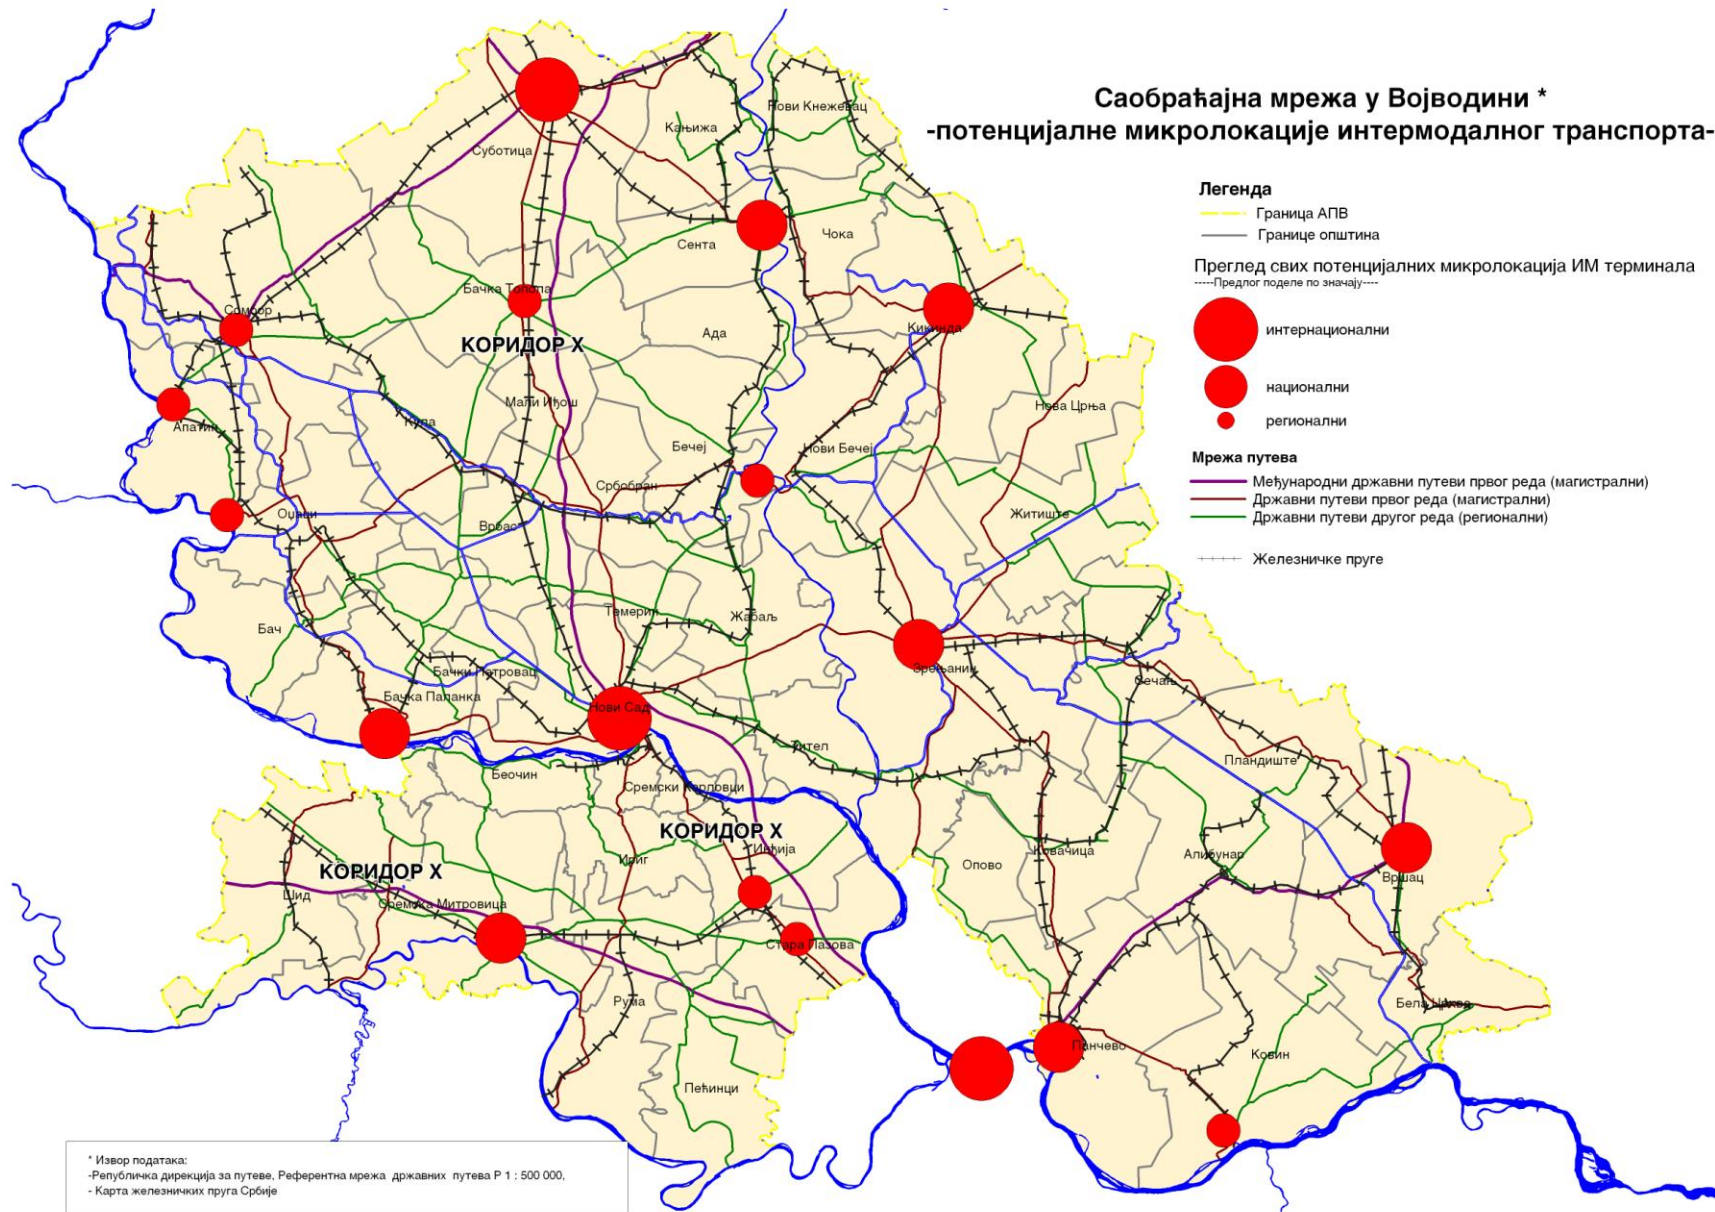 Саобраћајна мрежа у Војводини *
-потенцијалне микролокације интермодалног транспорта-
Легенда
Граница АПВ
Границе општина
Преглед свих потенцијалних микролокација ИМ терминала
-----Предлог поделе по значају----
интернационални
национални
регионални
Мрежа путева
Међународни државни путеви првог реда (магистрални)
Државни путеви првог реда (магистрални)
Државни путеви другог реда (регионални)
Железничке пруге
Нови Кнежевац
Кањижа
Суботица
Чока
Сента
Бачка Топола
Сомбор
Кикинда
Ада
КОРИДОР X
Мали Иђош
Нова Црња
Апатин
Кула
Бечеј
Нови Бечеј
Србобран
Оџаци
Врбас
Житиште
Темерин
Жабаљ
Бач
Зрењанин
Бачки Петровац
Сечањ
Бачка Паланка
Нови Сад
Тител
Пландиште
Беочин
Сремски Карловци
КОРИДОР X
Инђија
Ковачица
Алибунар
Ириг
Опово
КОРИДОР X
Вршац
Шид
Сремска Митровица
Стара Пазова
Рума
Бела Црква
Панчево
Ковин
Пећинци
* Извор података:
-Републичка дирекција за путеве, Референтна мрежа државних путева Р 1 : 500 000,
- Карта железничких пруга Србије